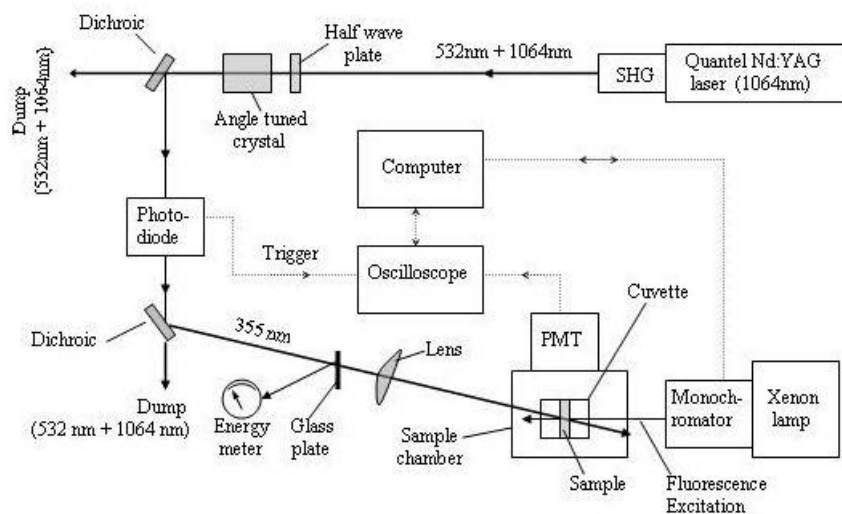 Dichroic
Half wave
plate
532nm + 1064nm
SHG
Quantel Nd:YAG
laser (1064nm)
Dump
(532nm + 1064nm)
Angle tuned
crystal
Computer
Photo-
diode
Trigger
Oscilloscope
Cuvette
Dichroic
355 nm
Lens
PMT
Monoch-
romator
Xenon
lamp
Dump
(532 nm + 1064 nm)
Energy
meter
Glass
plate
Sample
chamber
Sample
Fluorescence
Excitation